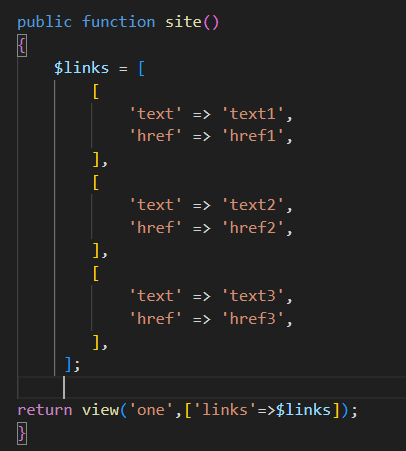 public function site()
{
    $links = [
        [
            'text' => 'text1',
            'href' => 'href1',
        ],
        [
            'text' => 'text2',
            'href' => 'href2',
        ],
        [
            'text' => 'text3',
            'href' => 'href3',
        ],
     ];
return view('one',['links'=>$links]);
}